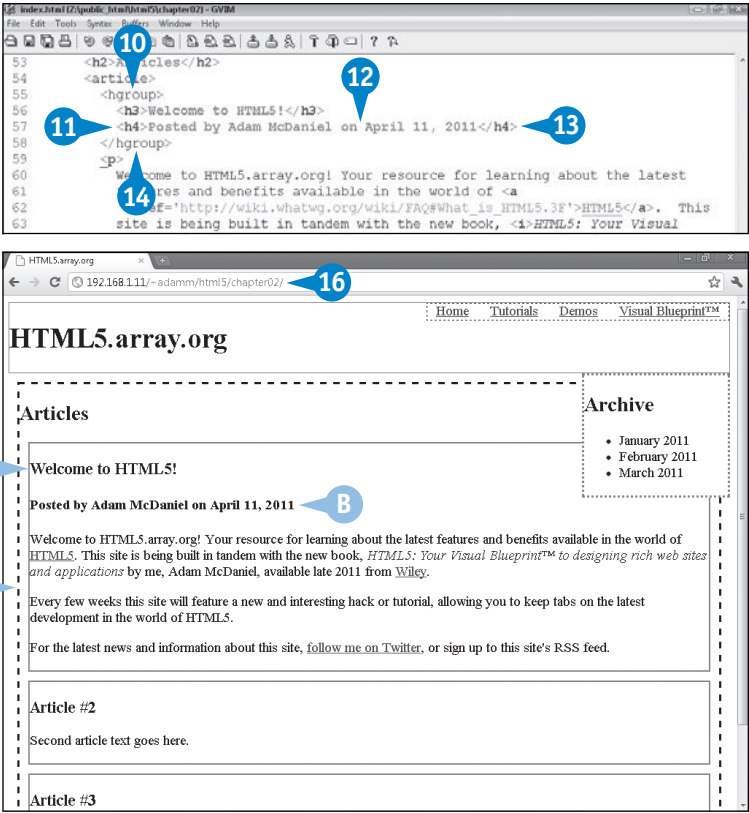 index.html (Z:\public_html\html5\chapter02) - GVIM
File Edit Tools Syntax Buffers Window Help
10
53 <h2>Articles</h2>
54 <article>
12
55 <hgroup>
56 <h3>Welcome to HTML5!</h3>
11
57 <h4>Posted by Adam McDaniel on April 11, 2011</h4>
13
58 </hgroup>
59 <p>
14
60 Welcome to HTML5.array.org! Your resource for learning about the latest
61 and benefits available in the world of <a
62 ='http://wiki.whatwg.org/wiki/FAQ#What_is_HTML5.3F'>HTML5</a>. This
63 site is being built in tandem with the new book, <i>HTML5: Your Visual
HTML5.array.org
192.168.1.11/~adamm/html5/chapter02/
16
Home Tutorials Demos Visual Blueprint™
HTML5.array.org
Archive
January 2011
February 2011
March 2011
Articles
Welcome to HTML5!
Posted by Adam McDaniel on April 11, 2011
B
Welcome to HTML5.array.org! Your resource for learning about the latest features and benefits available in the world of
HTML5. This site is being built in tandem with the new book, HTML5: Your Visual Blueprint™ to designing rich web sites
and applications by me, Adam McDaniel, available late 2011 from Wiley.
Every few weeks this site will feature a new and interesting hack or tutorial, allowing you to keep tabs on the latest
development in the world of HTML5.
For the latest news and information about this site, follow me on Twitter, or sign up to this site's RSS feed.
Article #2
Second article text goes here.
Article #3